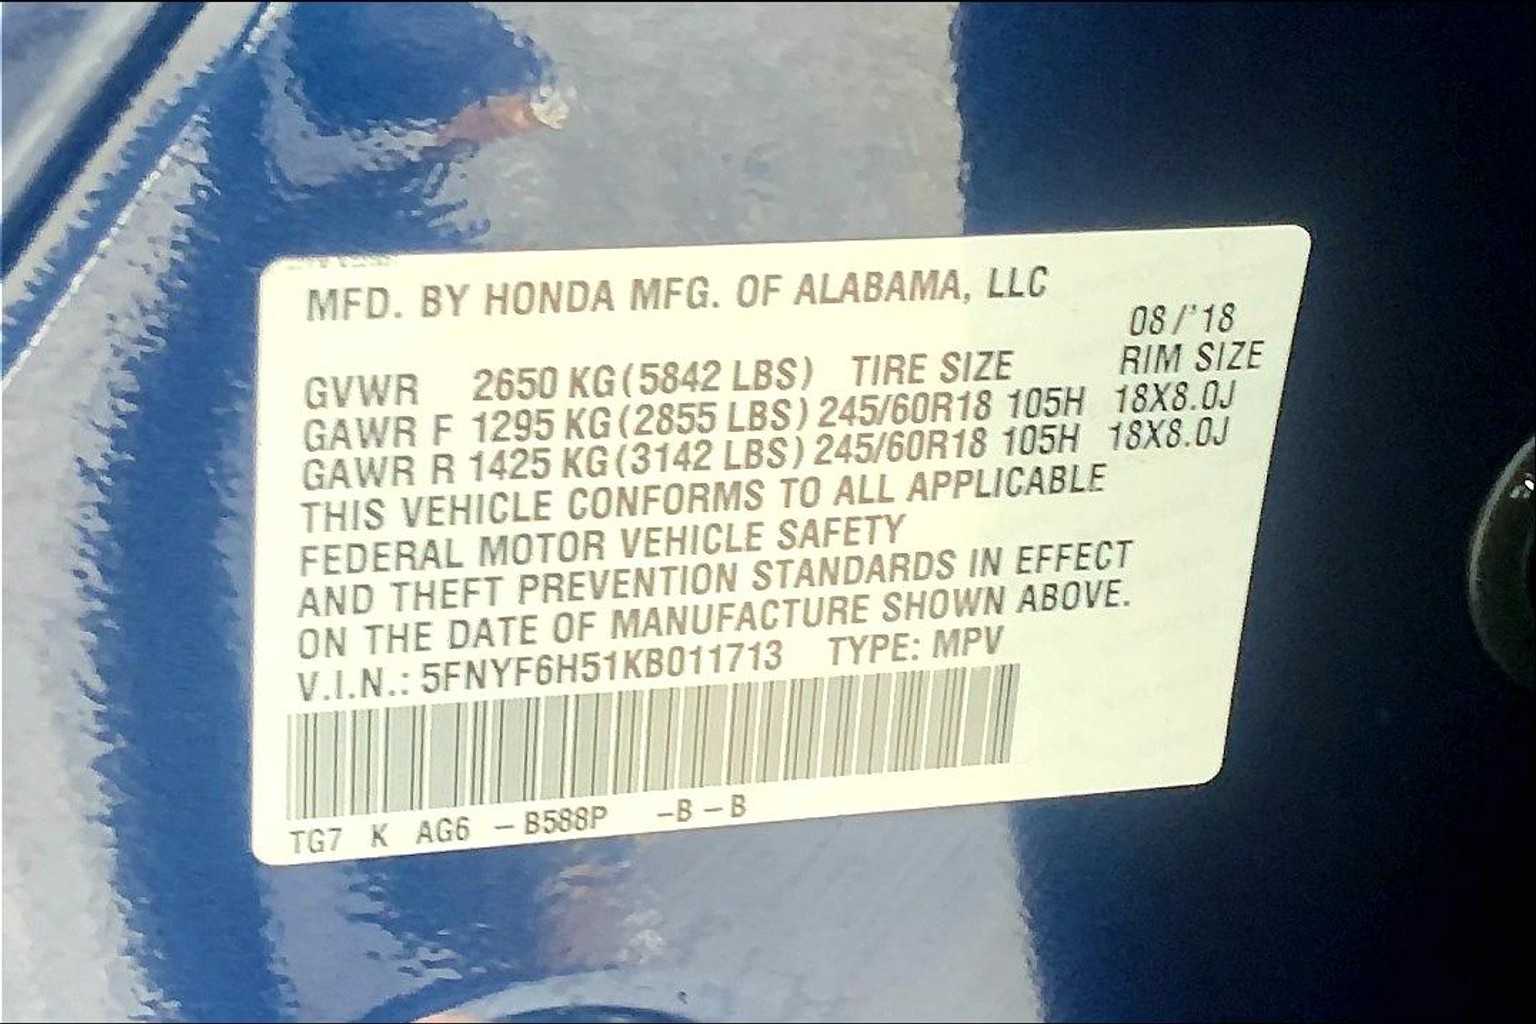 MFD. BY HONDA MFG. OF ALABAMA, LLC
08/'18
GVWR 2650 KG (5842 LBS) TIRE SIZE RIM SIZE
GAWR F 1295 KG (2855 LBS) 245/60R18 105H 18X8.0J
GAWR R 1425 KG (3142 LBS) 245/60R18 105H 18X8.0J
THIS VEHICLE CONFORMS TO ALL APPLICABLE
FEDERAL MOTOR VEHICLE SAFETY
AND THEFT PREVENTION STANDARDS IN EFFECT
ON THE DATE OF MANUFACTURE SHOWN ABOVE.
V.I.N.: 5FNYF6H51KB011713 TYPE: MPV
TG7 K AG6 – B588P –B – B